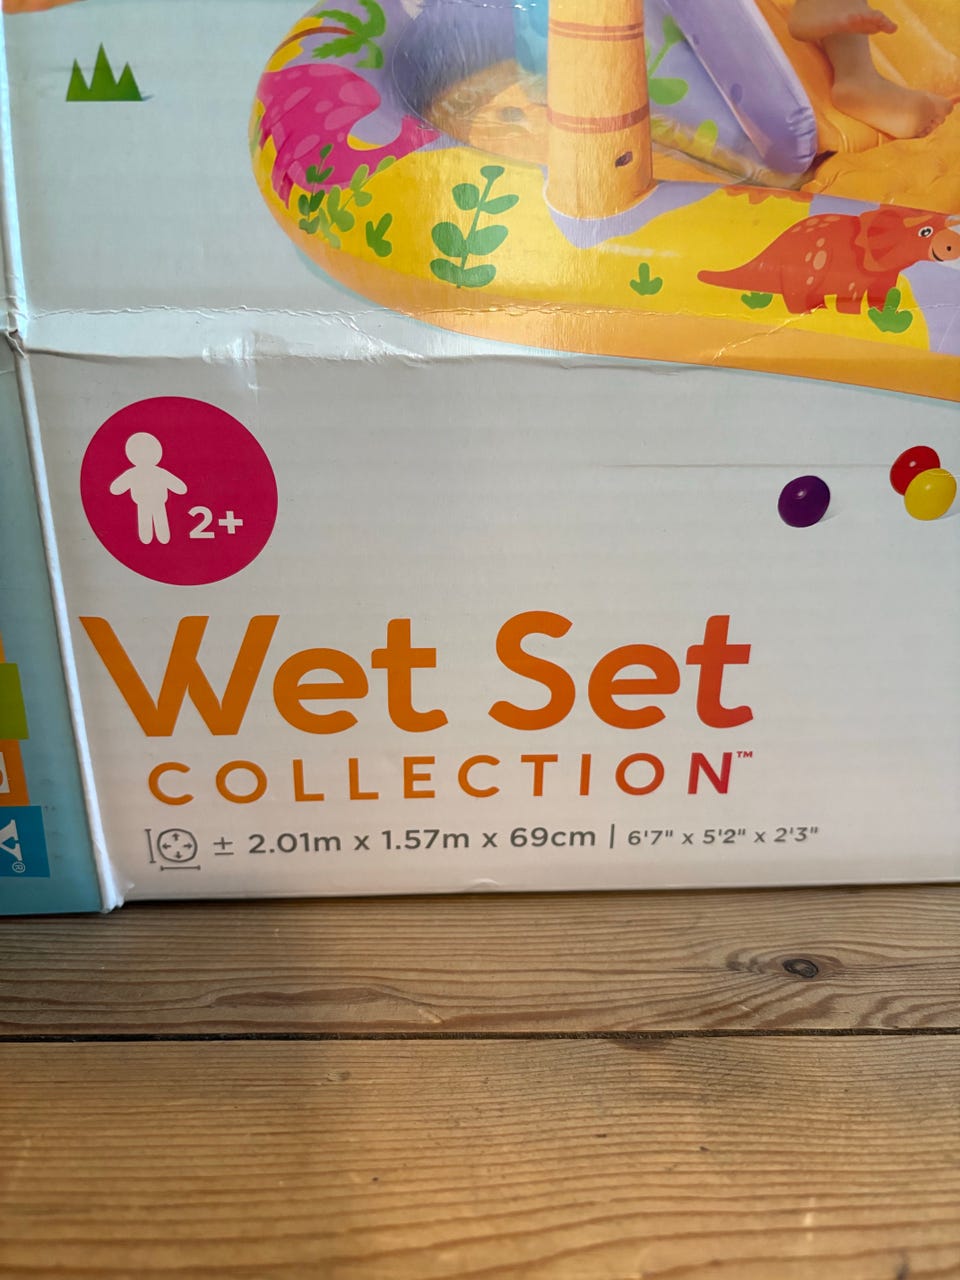 2+
Wet Set
COLLECTION™
± 2.01m x 1.57m x 69cm | 6'7" x 5'2" x 2'3"